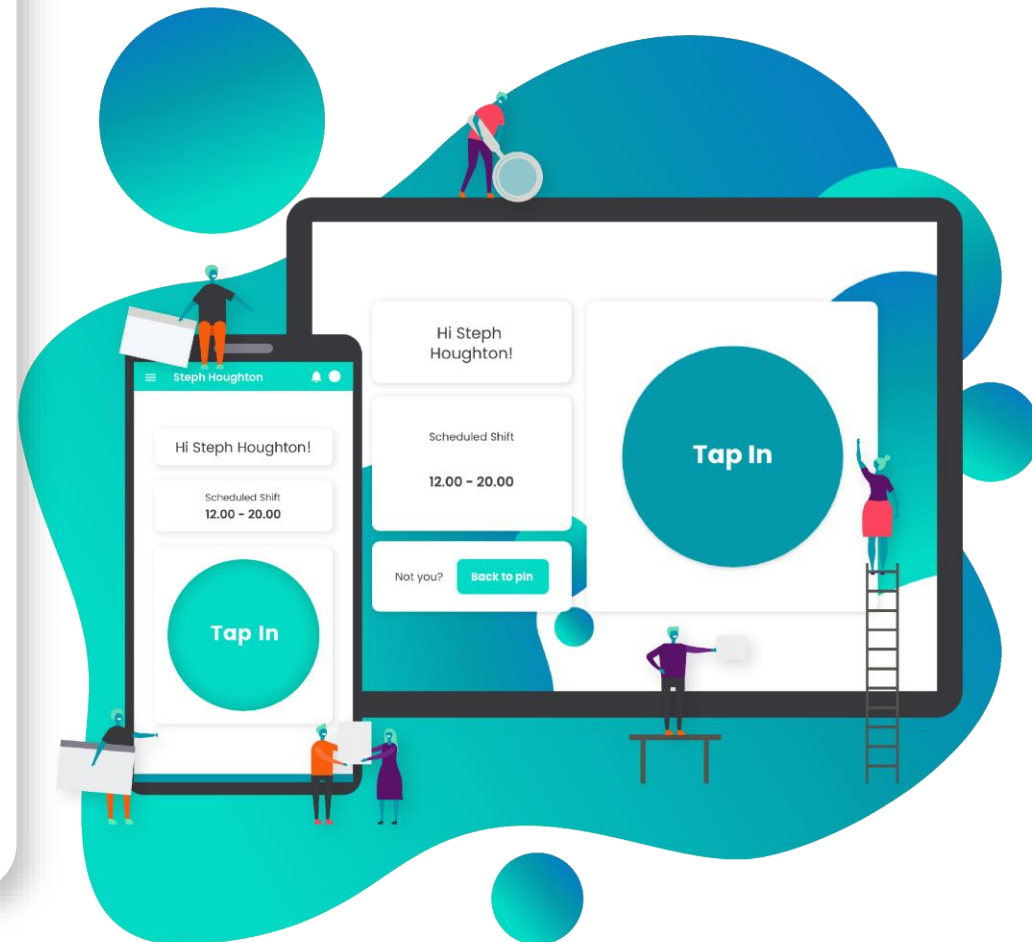 Steph Houghton
Hi Steph Houghton!
Scheduled Shift
12.00 - 20.00
Tap In
Hi Steph
Houghton!
Scheduled Shift
12.00 - 20.00
Not you?
Back to pin
Tap In